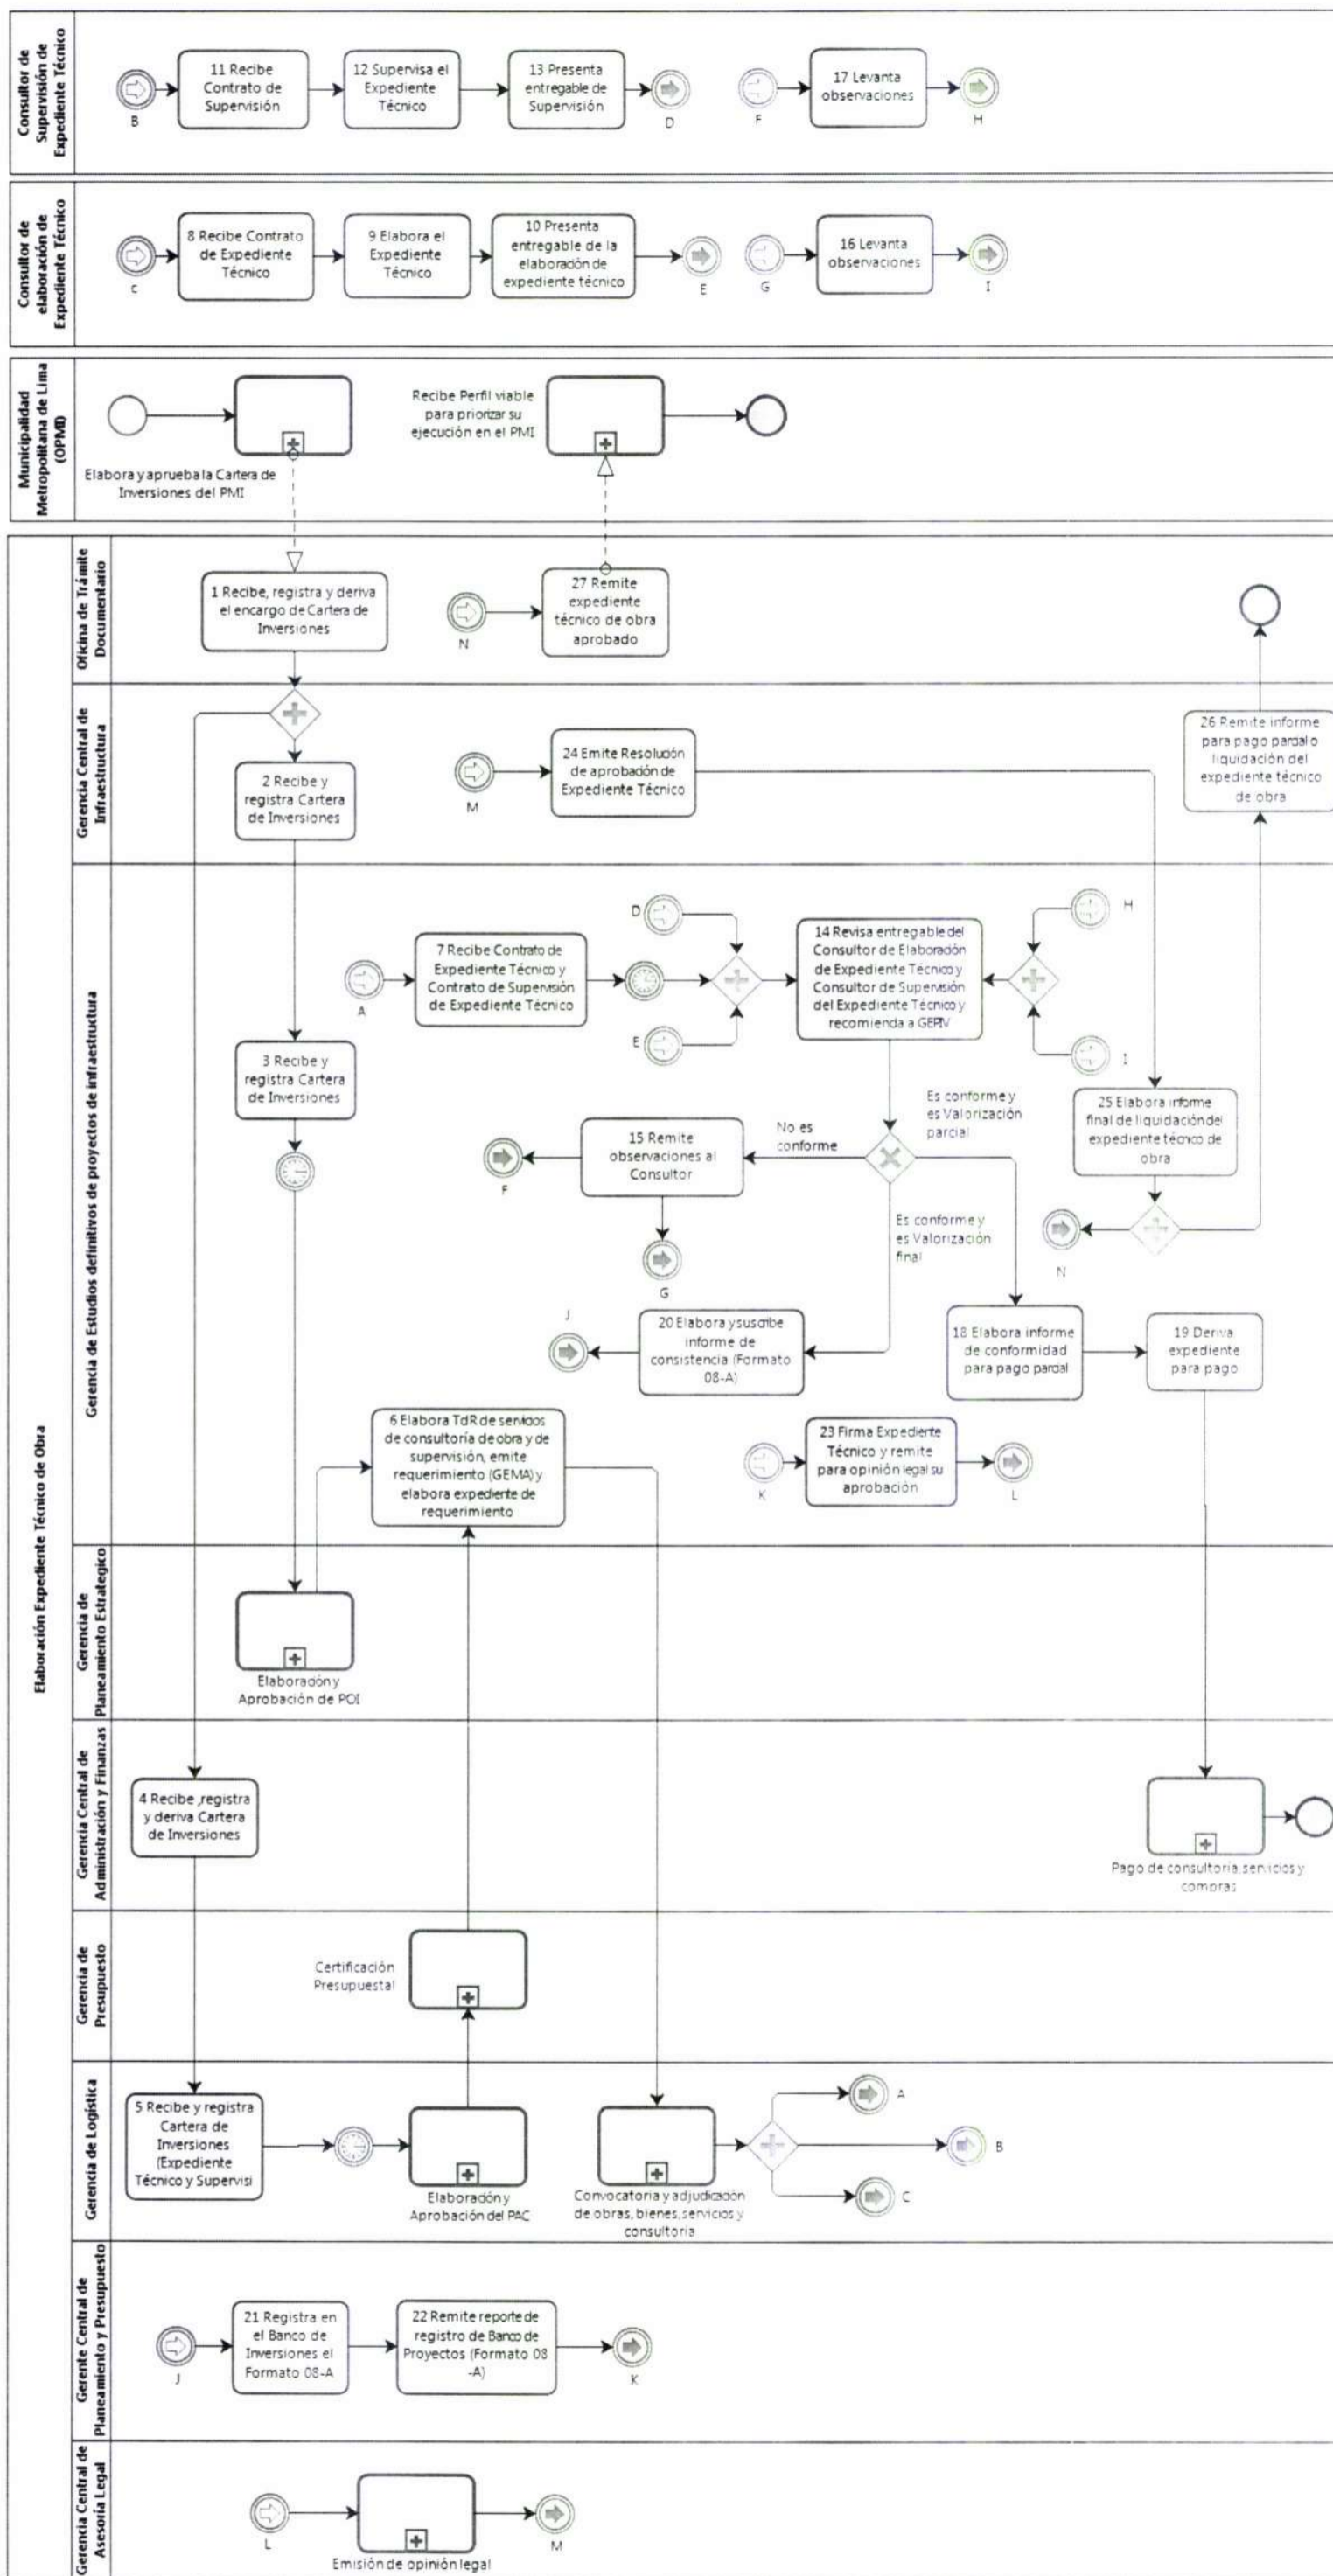 Consultor de
Supervisión de
Expediente Técnico
B
11 Recibe
Contrato de
Supervisión
12 Supervisa el
Expediente
Técnico
13 Presenta
entregable de
Supervisión
D
F
17 Levanta
observaciones
H
Consultor de
elaboración de
Expediente Técnico
C
8 Recibe Contrato
de Expediente
Técnico
9 Elabora el
Expediente
Técnico
10 Presenta
entregable de la
elaboración de
expediente técnico
E
G
16 Levanta
observaciones
I
Municipalidad
Metropolitana de Lima
(OPMI)
Elabora y aprueba la Cartera de
Inversiones del PMI
Recibe Perfil viable
para priorizar su
ejecución en el PMI
Elaboración Expediente Técnico de Obra
Oficina de Trámite
Documentario
1 Recibe, registra y deriva
el encargo de Cartera de
Inversiones
N
27 Remite
expediente
técnico de obra
aprobado
Gerencia Central de
Infraestructura
2 Recibe y
registra Cartera
de Inversiones
M
24 Emite Resolución
de aprobación de
Expediente Técnico
26 Remite informe
para pago parcial o
liquidación del
expediente técnico
de obra
Gerencia de Estudios definitivos de proyectos de infraestructura
3 Recibe y
registra Cartera
de Inversiones
A
7 Recibe Contrato de
Expediente Técnico y
Contrato de Supervisión
de Expediente Técnico
D
E
14 Revisa entregable del
Consultor de Elaboración
de Expediente Técnico y
Consultor de Supervisión
del Expediente Técnico y
recomienda a GEPIV
H
I
No es
conforme
Es conforme y
es Valorización
parcial
15 Remite
observaciones al
Consultor
F
G
Es conforme y
es Valorización
final
25 Elabora informe
final de liquidación del
expediente técnico de
obra
N
J
20 Elabora y suscribe
informe de
consistencia (Formato
08-A)
18 Elabora informe
de conformidad
para pago parcial
19 Deriva
expediente
para pago
6 Elabora TdR de servicios
de consultoría de obra y de
supervisión, emite
requerimiento (GEMA) y
elabora expediente de
requerimiento
K
23 Firma Expediente
Técnico y remite
para opinión legal su
aprobación
L
Gerencia de
Planeamiento Estrategico
Elaboración y
Aprobación de POI
Gerencia Central de
Administración y Finanzas
4 Recibe ,registra
y deriva Cartera
de Inversiones
Pago de consultoría, servicios y
compras
Gerencia de
Presupuesto
Certificación
Presupuestal
Gerencia de Logística
5 Recibe y registra
Cartera de
Inversiones
(Expediente
Técnico y Supervisi
Elaboración y
Aprobación del PAC
Convocatoria y adjudicación
de obras, bienes, servicios y
consultoria
A
B
C
Gerente Central de
Planeamiento y Presupuesto
J
21 Registra en
el Banco de
Inversiones el
Formato 08-A
22 Remite reporte de
registro de Banco de
Proyectos (Formato 08
-A)
K
Gerencia Central de
Asesoría Legal
L
Emisión de opinión legal
M